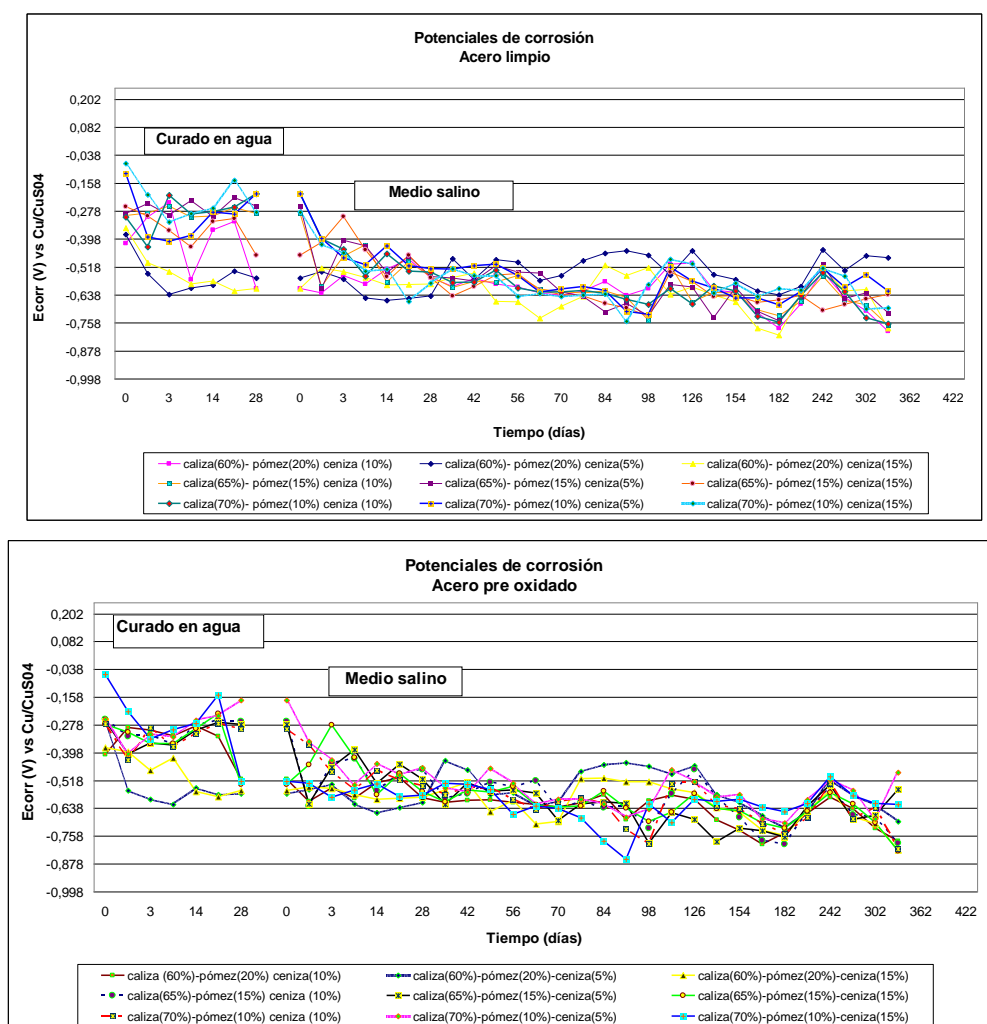 Potenciales de corrosión
Acero limpio
0,202
0,082
-0,038
-0,158
-0,278
-0,398
-0,518
-0,638
-0,758
-0,878
-0,998
Ecorr (V) vs Cu/CuS04
Curado en agua
Medio salino
0 3 14 28 0 3 14 28 42 56 70 84 98 126 154 182 242 302 362 422
Tiempo (días)
caliza(60%)- pómez(20%) ceniza (10%) caliza(60%)- pómez(20%) ceniza(5%) caliza(60%)- pómez(20%) ceniza(15%)
caliza(65%)- pómez(15%) ceniza (10%) caliza(65%)- pómez(15%) ceniza(5%) caliza(65%)- pómez(15%) ceniza(15%)
caliza(70%)- pómez(10%) ceniza (10%) caliza(70%)- pómez(10%) ceniza(5%) caliza(70%)- pómez(10%) ceniza(15%)
Potenciales de corrosión
Acero pre oxidado
0,202
0,082
-0,038
-0,158
-0,278
-0,398
-0,518
-0,638
-0,758
-0,878
-0,998
Ecorr (V) vs Cu/CuS04
Curado en agua
Medio salino
0 3 14 28 0 3 14 28 42 56 70 84 98 126 154 182 242 302 362 422
Tiempo (días)
caliza (60%)-pómez(20%) ceniza(10%) caliza(60%)-pómez(20%)-ceniza(5%) caliza(60%)-pómez(20%)-ceniza(15%)
caliza(65%)-pómez(15%) ceniza (10%) caliza(65%)-pómez(15%)-ceniza(5%) caliza(65%)-pómez(15%)-ceniza(15%)
caliza(70%)-pómez(10%) ceniza (10%) caliza(70%)-pómez(10%)-ceniza(5%) caliza(70%)-pómez(10%)-ceniza(15%)